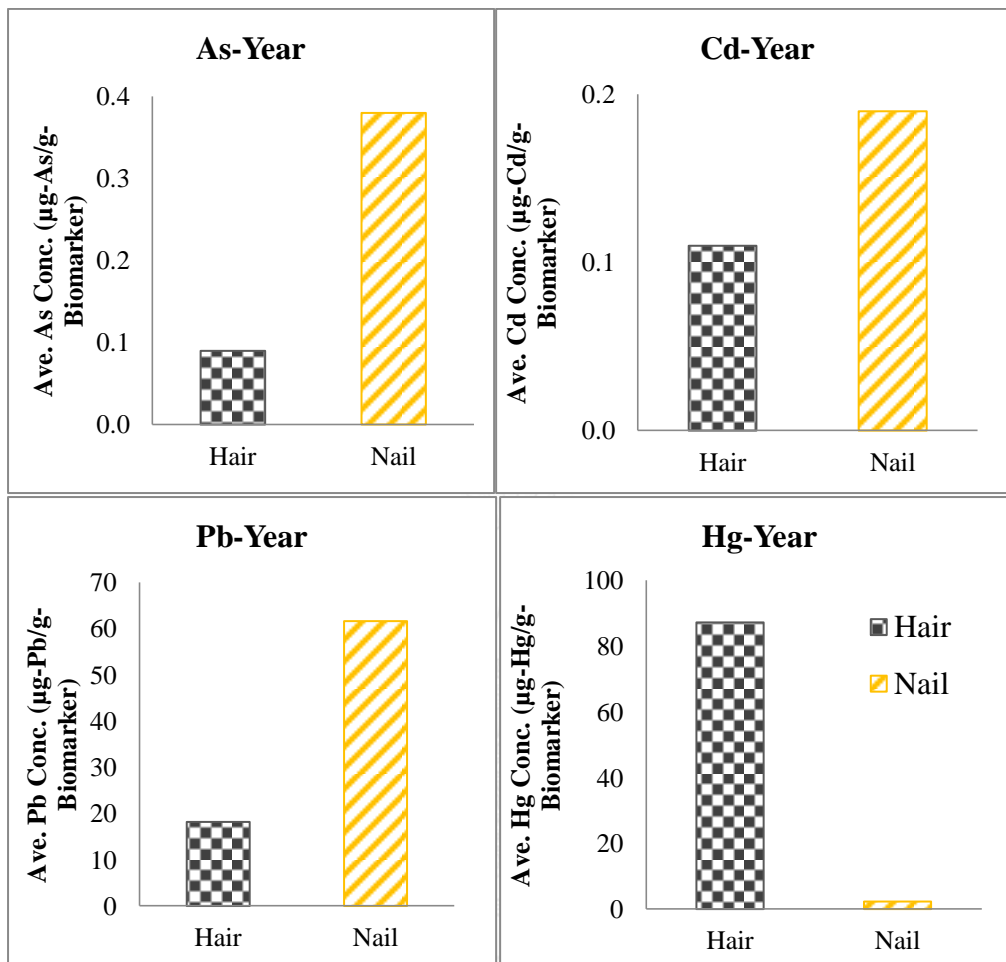 As-Year
Ave. As Conc. (µg-As/g-
Biomarker)
0.4
0.3
0.2
0.1
0.0
Hair
Nail
Cd-Year
Ave. Cd Conc. (µg-Cd/g-
Biomarker)
0.2
0.1
0.0
Hair
Nail
Pb-Year
Ave. Pb Conc. (µg-Pb/g-
Biomarker)
70
60
50
40
30
20
10
0
Hair
Nail
Hg-Year
Ave. Hg Conc. (µg-Hg/g-
Biomarker)
100
80
60
40
20
0
Hair
Nail
Hair
Nail